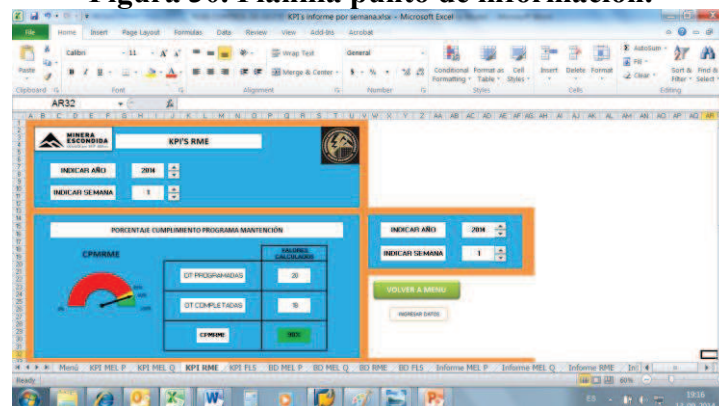 Figura 30. Planilla punto de información.
KPI's informe por semana.xlsx - Microsoft Excel
File Home Insert Page Layout Formulas Data Review View Add-Ins Acrobat
Paste Calibri 11 Wrap Text General Conditional Formatting Format as Table Cell Styles Insert Delete Format AutoSum Fill Clear Sort & Filter Find & Select
Merge & Center
Clipboard Font Alignment Number Styles Cells Editing
AR32
MINERA ESCONDIDA
KPI'S RME
INDICAR AÑO 2014
INDICAR SEMANA 1
PORCENTAJE CUMPLIMIENTO PROGRAMA MANTENCIÓN
INDICAR AÑO 2014
INDICAR SEMANA 1
CPMRME
VALORES CALCULADOS
OT PROGRAMADAS 20
OT COMPLETADAS
CPMRME
VOLVER A MENU
INGRESAR DATOS
Menú KPI MEL P KPI MEL Q KPI RME KPI FLS BD MEL P BD MEL Q BD RME BD FLS Informe MEL P Informe MEL Q Informe RME
Ready 60%
ES 19:16